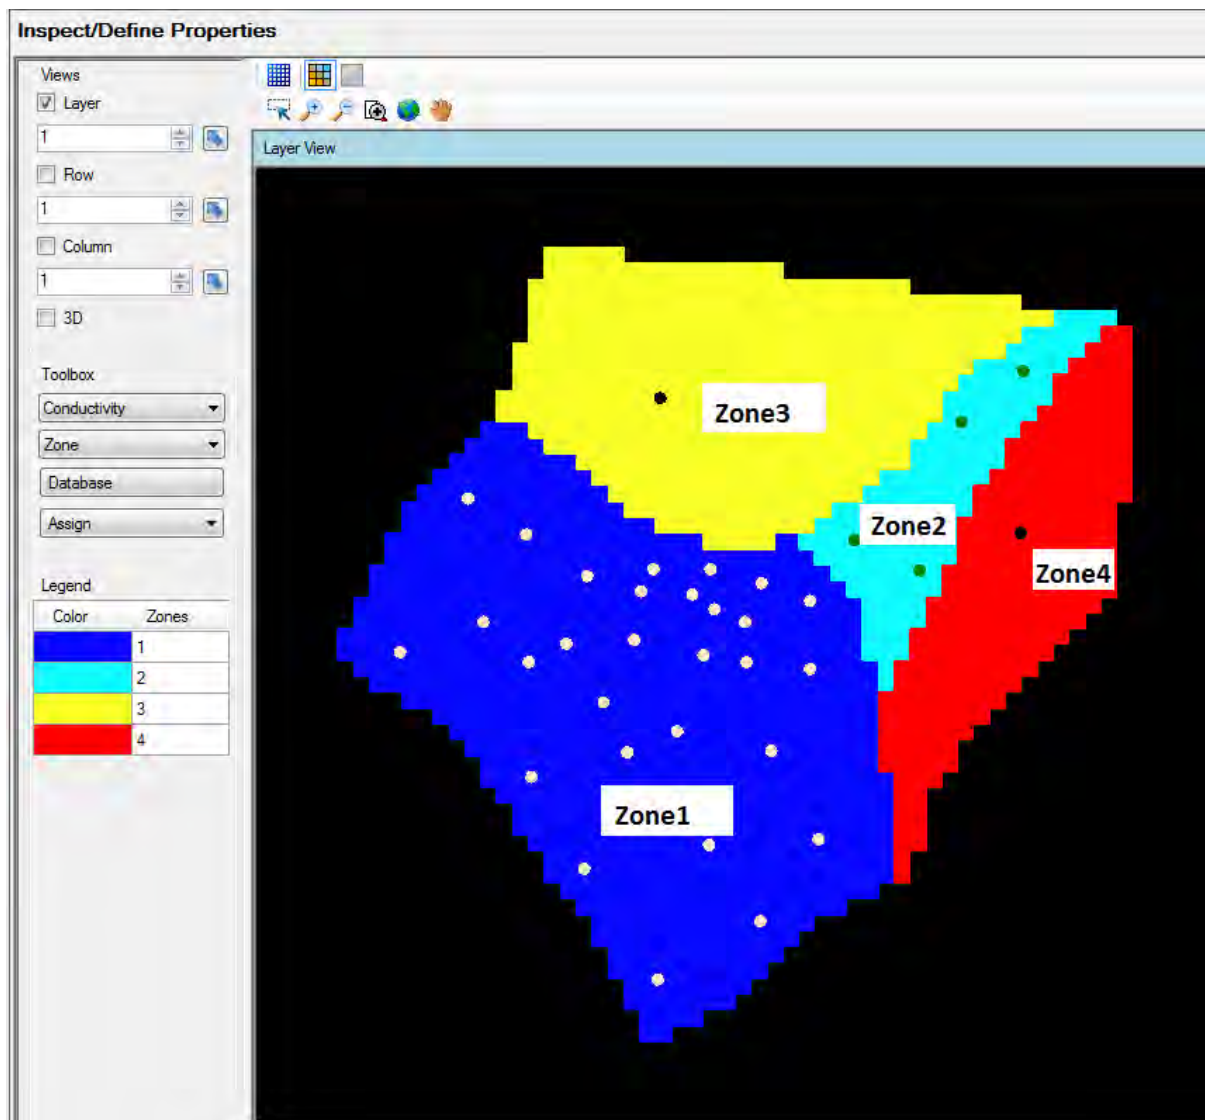 Inspect/Define Properties
Views
Layer
1
Row
1
Column
1
3D
Toolbox
Conductivity
Zone
Database
Assign
Legend
Color Zones
1
2
3
4
Layer View
Zone3
Zone2
Zone4
Zone1